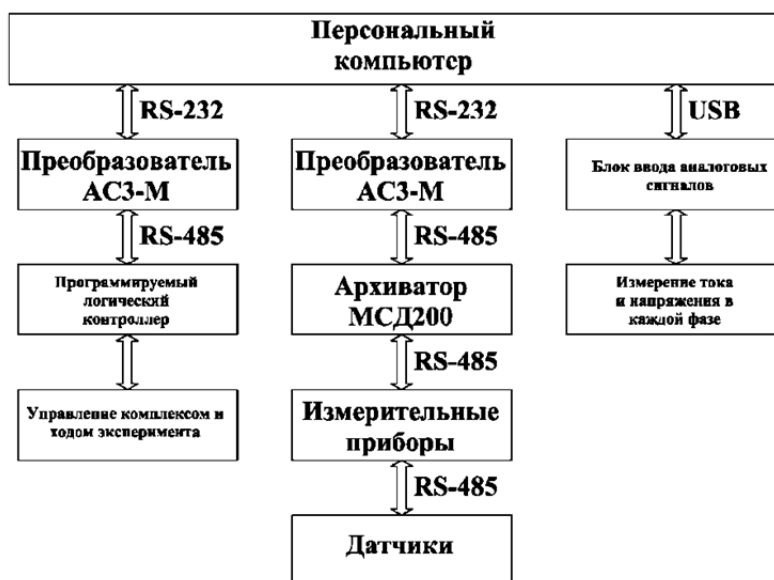 Персональный
компьютер
RS-232
RS-232
USB
Преобразователь
АС3-М
Преобразователь
АС3-М
Блок ввода аналоговых
сигналов
RS-485
RS-485
Программируемый
логический
контроллер
Архиватор
МСД200
Измерение тока
и напряжения в
каждой фазе
RS-485
Управление комплексом и
ходом эксперимента
Измерительные
приборы
RS-485
Датчики